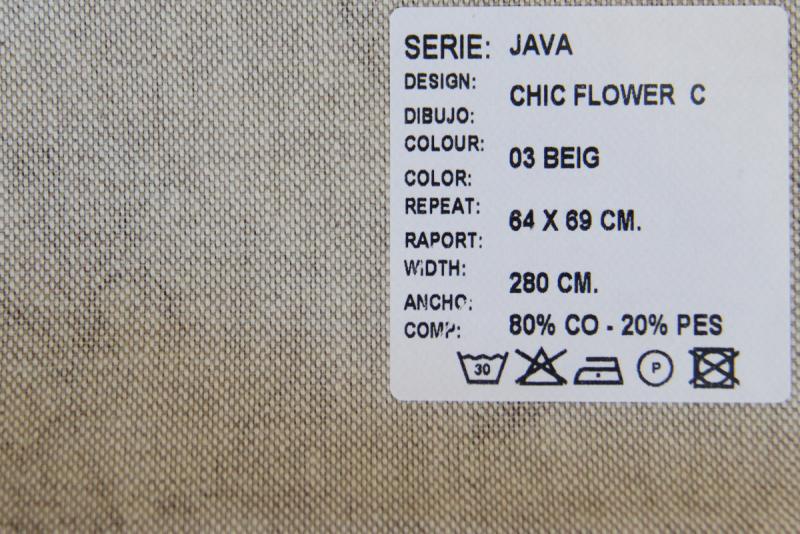 SERIE: JAVA
DESIGN:
CHIC FLOWER C
DIBUJO:
COLOUR:
03 BEIG
COLOR:
REPEAT:
64 X 69 CM.
RAPORT:
WIDTH:
280 CM.
ANCHO:
COMP: 80% CO - 20% PES
30 P